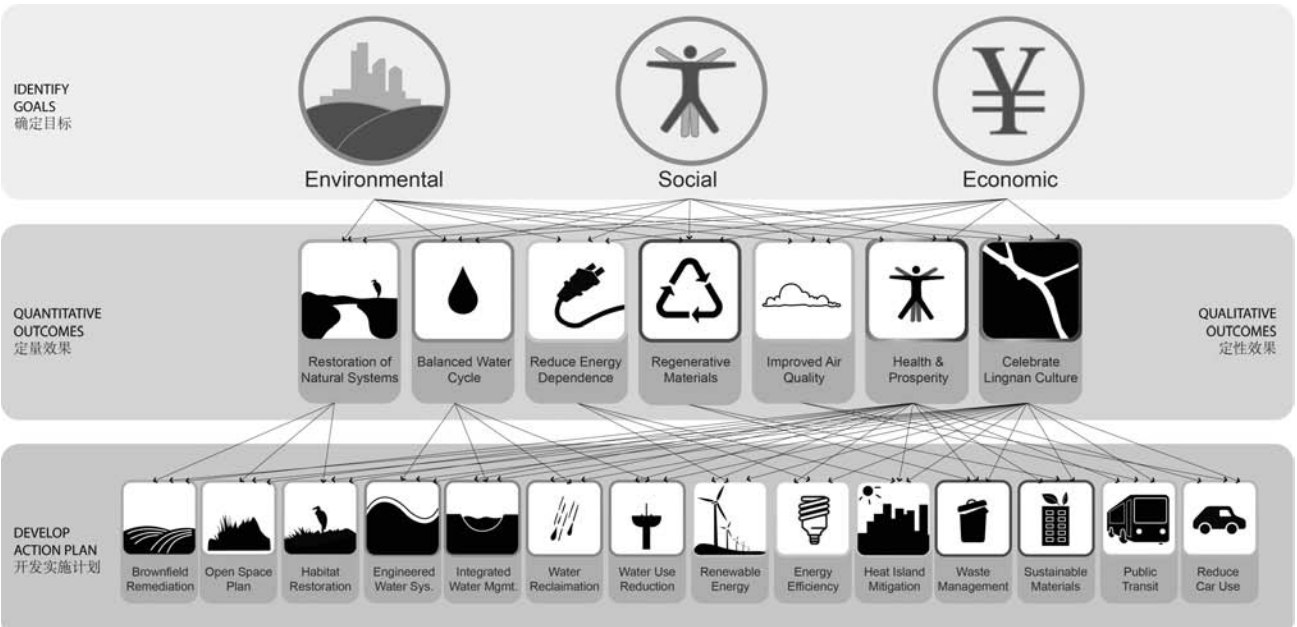 IDENTIFY
GOALS
确定目标
¥
Environmental
Social
Economic
QUANTITATIVE
OUTCOMES
定量效果
QUALITATIVE
OUTCOMES
定性效果
Restoration of
Natural Systems
Balanced Water
Cycle
Reduce Energy
Dependence
Regenerative
Materials
Improved Air
Quality
Health &
Prosperity
Celebrate
Lingnan Culture
DEVELOP
ACTION PLAN
开发实施计划
Brownfield
Remediation
Open Space
Plan
Habitat
Restoration
Engineered
Water Sys.
Integrated
Water Mgmt.
Water
Reclaimation
Water Use
Reduction
Renewable
Energy
Energy
Efficiency
Heat Island
Mitigation
Waste
Management
Sustainable
Materials
Public
Transit
Reduce
Car Use